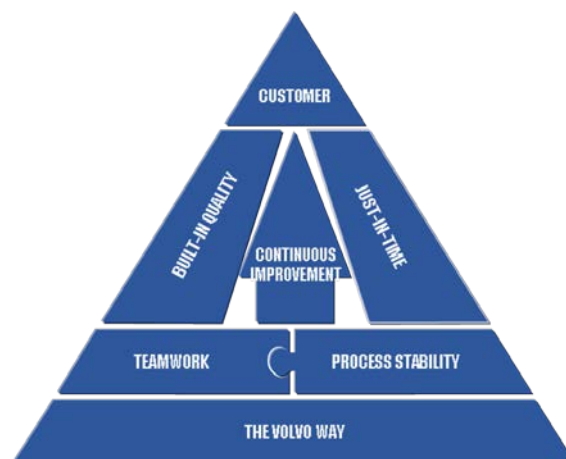 CUSTOMER
BUILT-IN QUALITY
JUST-IN-TIME
CONTINUOUS
IMPROVEMENT
TEAMWORK
PROCESS STABILITY
THE VOLVO WAY